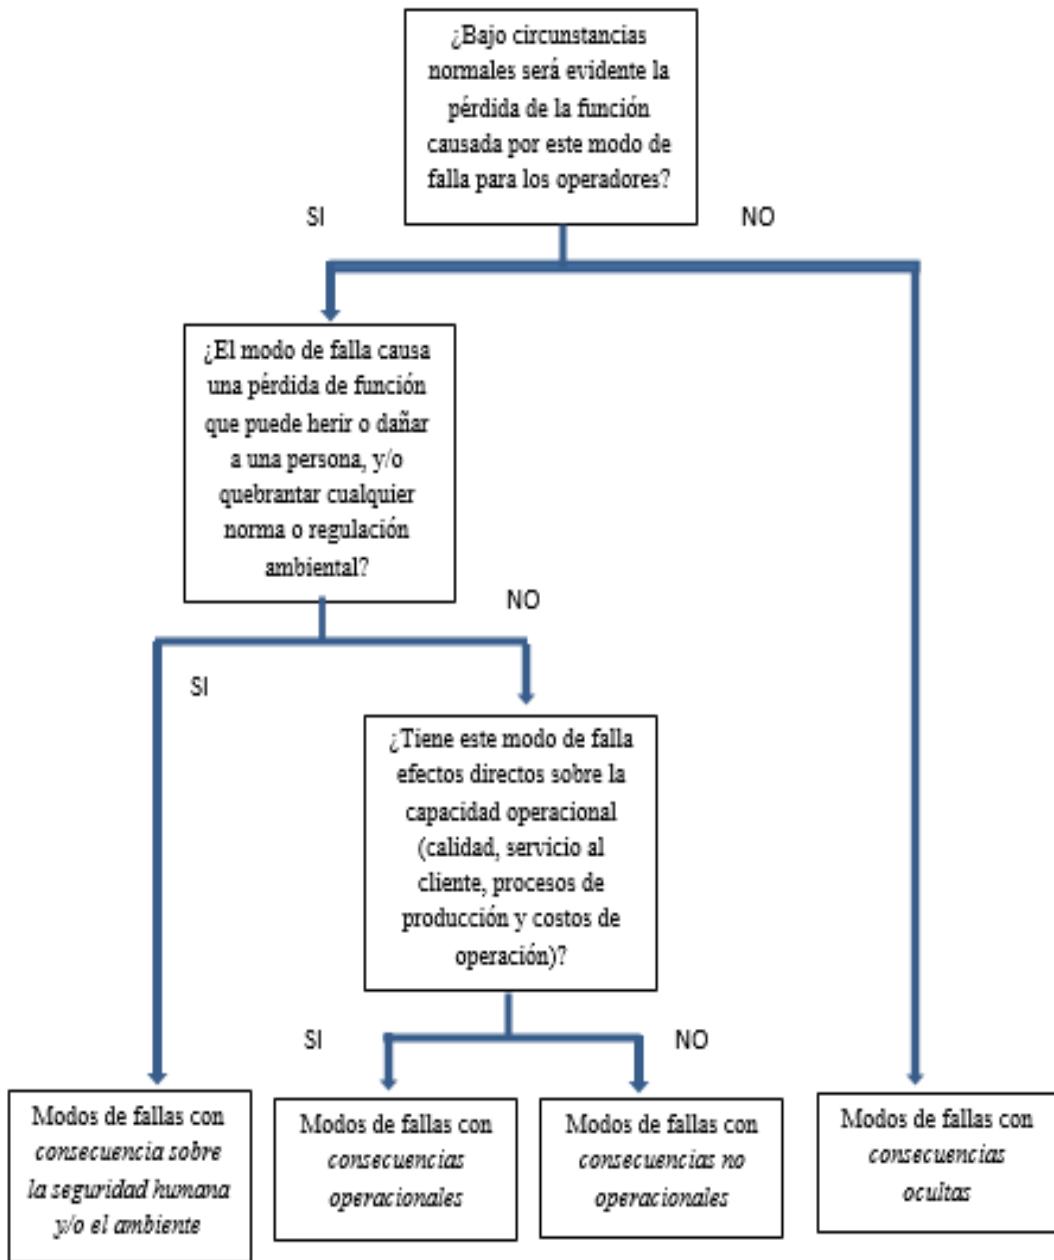 ¿Bajo circunstancias
normales será evidente la
pérdida de la función
causada por este modo de
falla para los operadores?
SI
NO
¿El modo de falla causa
una pérdida de función
que puede herir o dañar
a una persona, y/o
quebrantar cualquier
norma o regulación
ambiental?
NO
SI
¿Tiene este modo de falla
efectos directos sobre la
capacidad operacional
(calidad, servicio al
cliente, procesos de
producción y costos de
operación)?
SI
NO
Modos de fallas con
consecuencia sobre
la seguridad humana
y/o el ambiente
Modos de fallas con
consecuencias
operacionales
Modos de fallas con
consecuencias no
operacionales
Modos de fallas con
consecuencias
ocultas